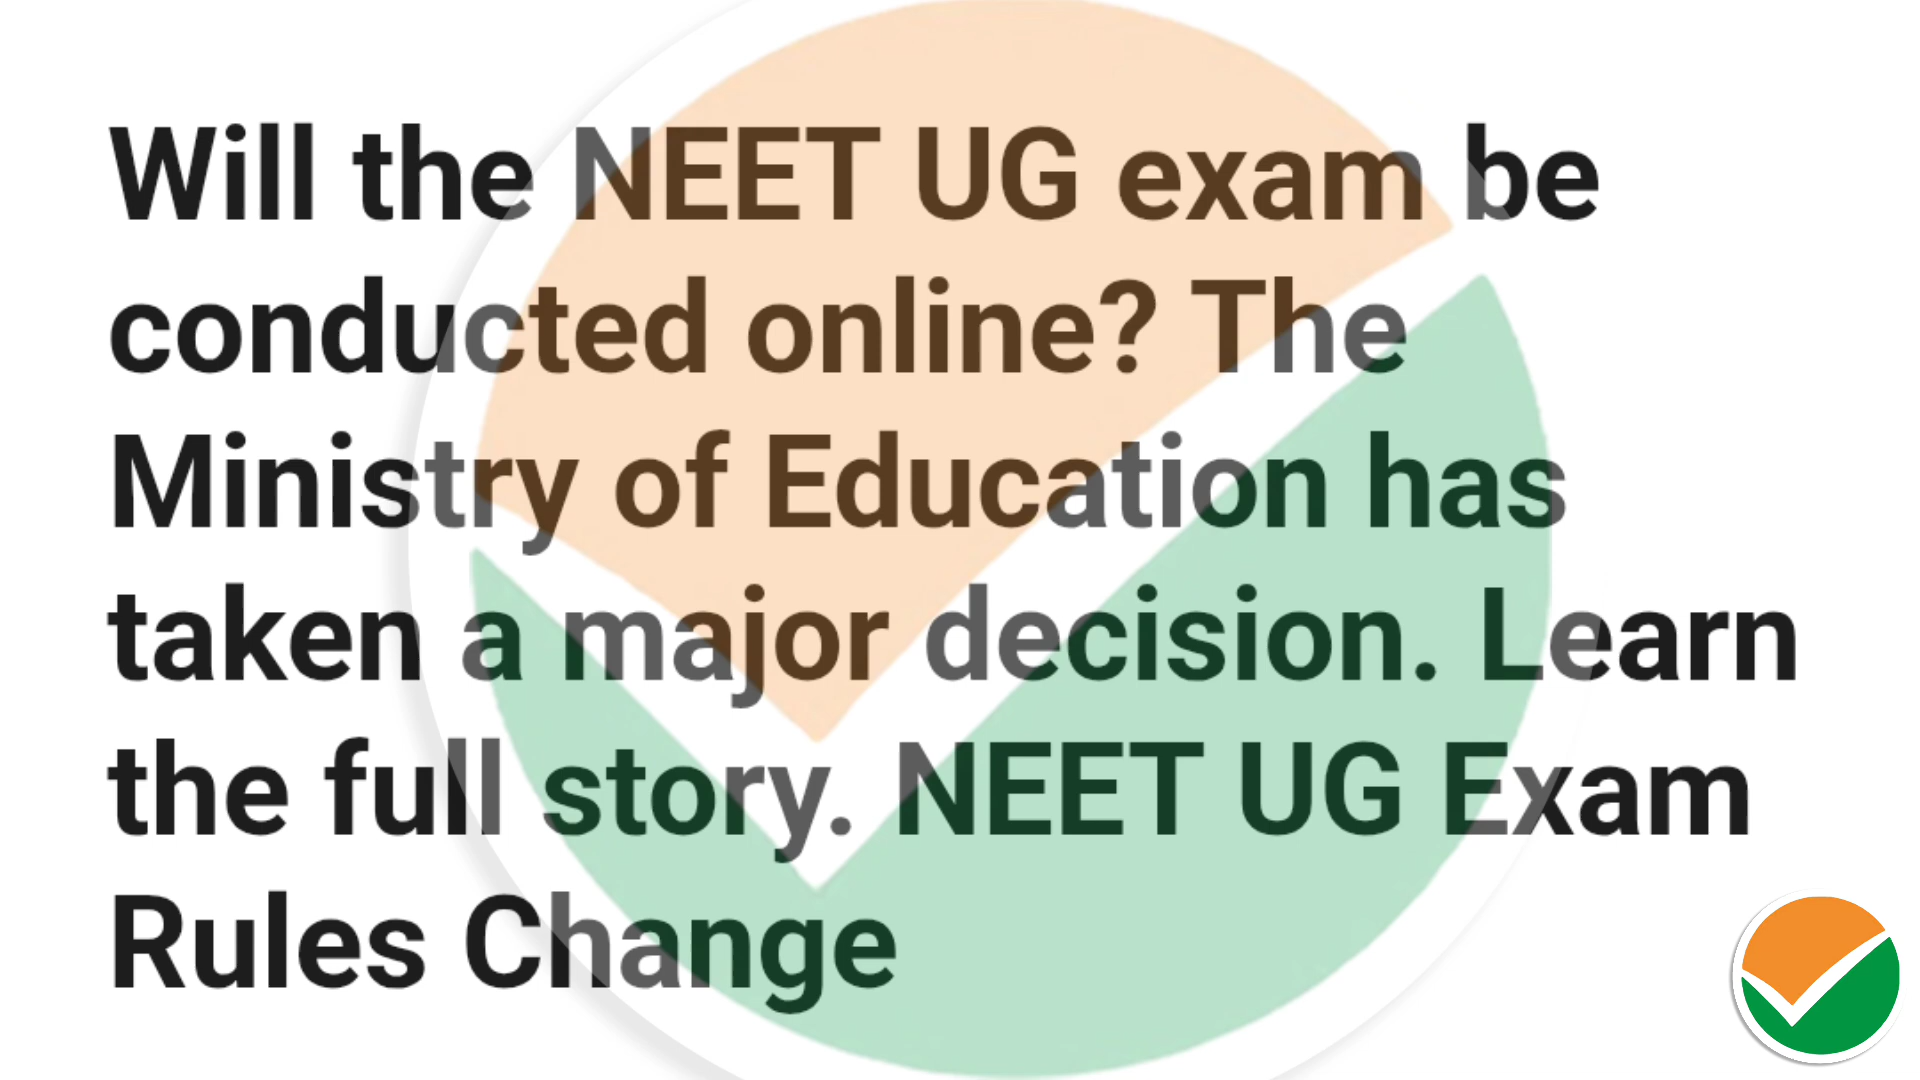 Will the NEET UG exam be
conducted online? The
Ministry of Education has
taken a major decision. Learn
the full story. NEET UG Exam
Rules Change